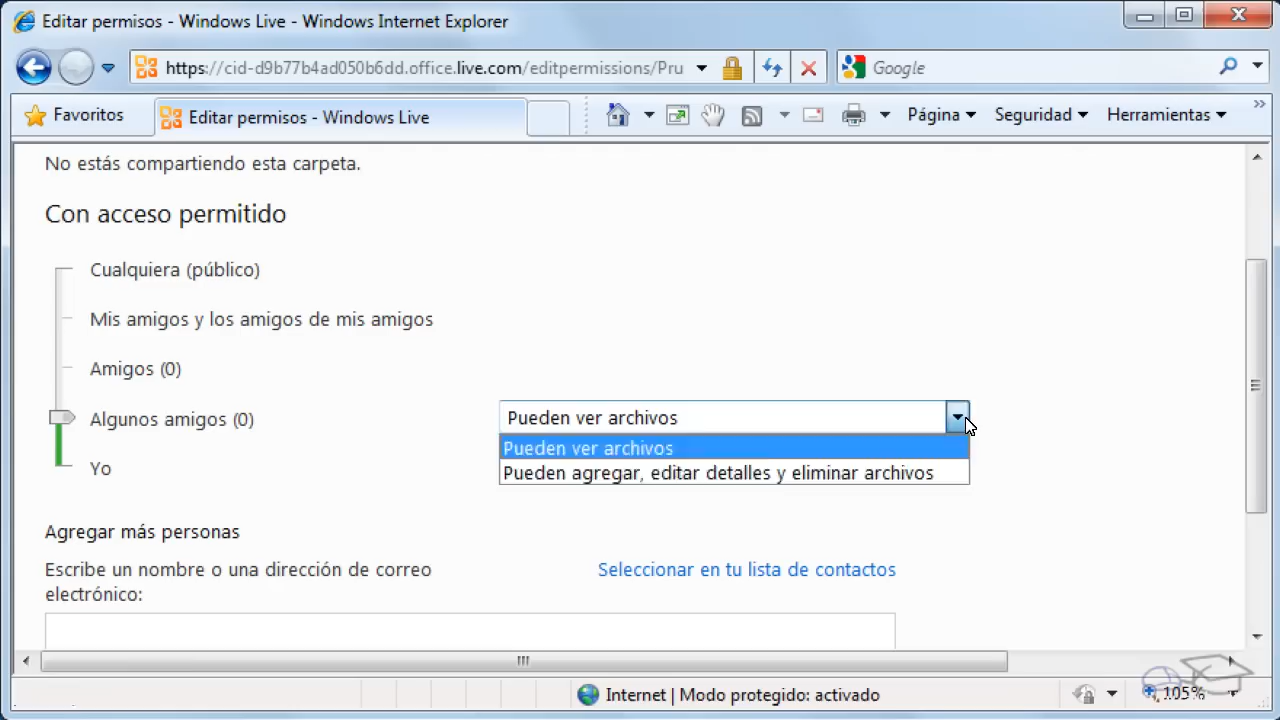 Editar permisos - Windows Live - Windows Internet Explorer
https://cid-d9b77b4ad050b6dd.office.live.com/editpermissions/Pru
Google
Favoritos
Editar permisos - Windows Live
Página
Seguridad
Herramientas
No estás compartiendo esta carpeta.
Con acceso permitido
Cualquiera (público)
Mis amigos y los amigos de mis amigos
Amigos (0)
Algunos amigos (0)
Pueden ver archivos
Pueden ver archivos
Pueden agregar, editar detalles y eliminar archivos
Yo
Agregar más personas
Escribe un nombre o una dirección de correo
electrónico:
Seleccionar en tu lista de contactos
Internet | Modo protegido: activado
105%